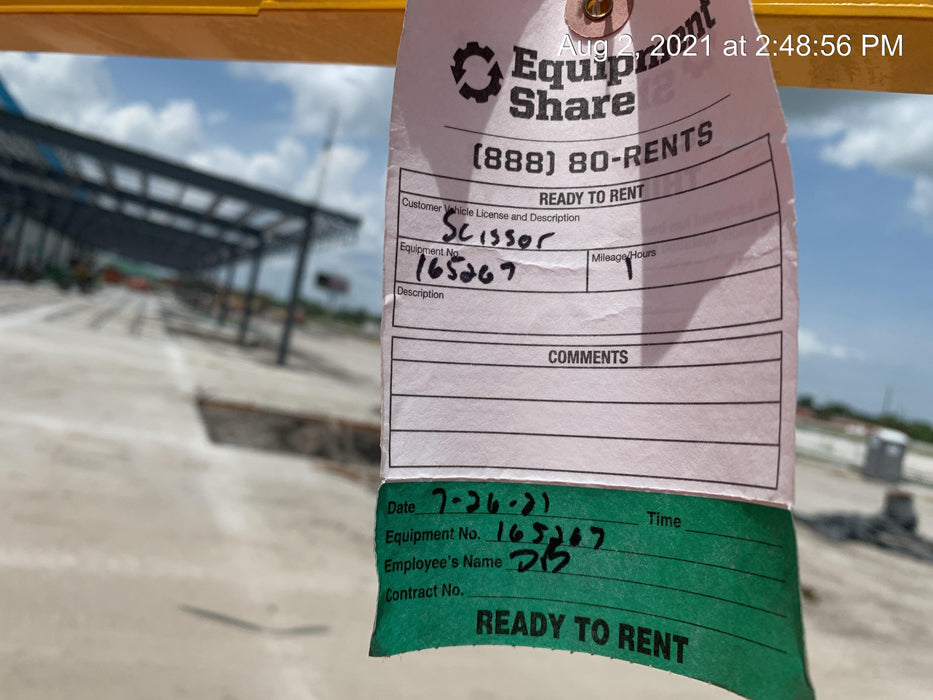 Aug 2, 2021 at 2:48:56 PM
Equipment
Share
(888) 80-RENTS
READY TO RENT
Customer Vehicle License and Description
Scissor
Equipment No. Mileage/Hours
165267 1
Description
COMMENTS
Date 7-26-21 Time
Equipment No. 165267
Employee's Name DB
Contract No.
READY TO RENT